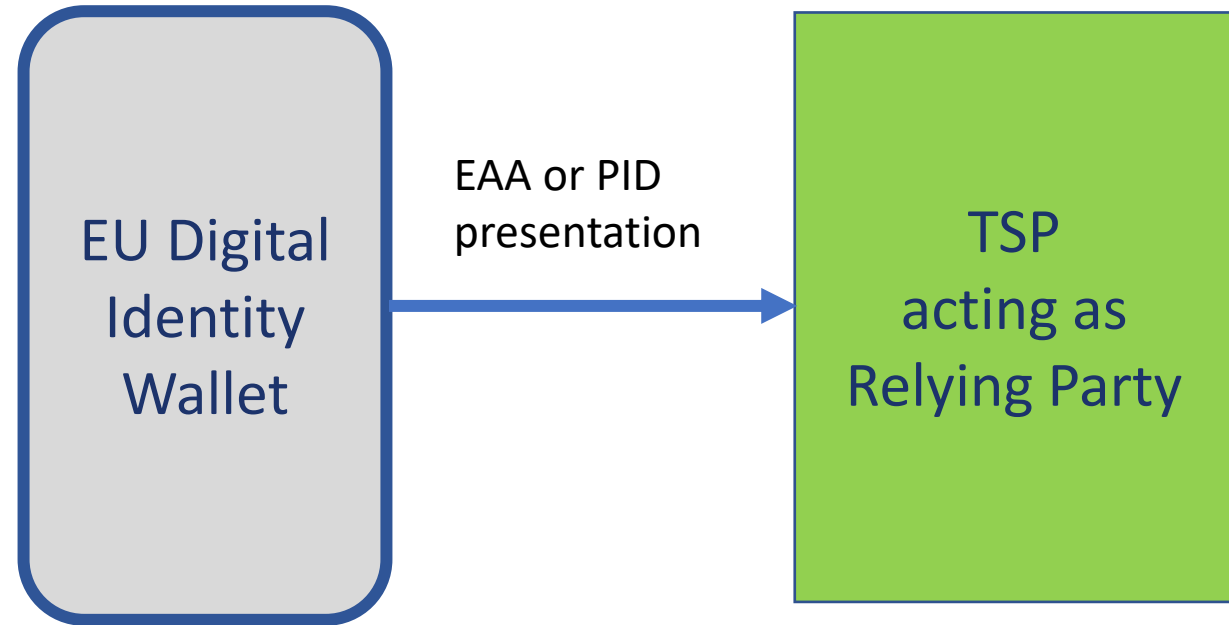 EU Digital
Identity
Wallet
EAA or PID
presentation
TSP
acting as
Relying Party